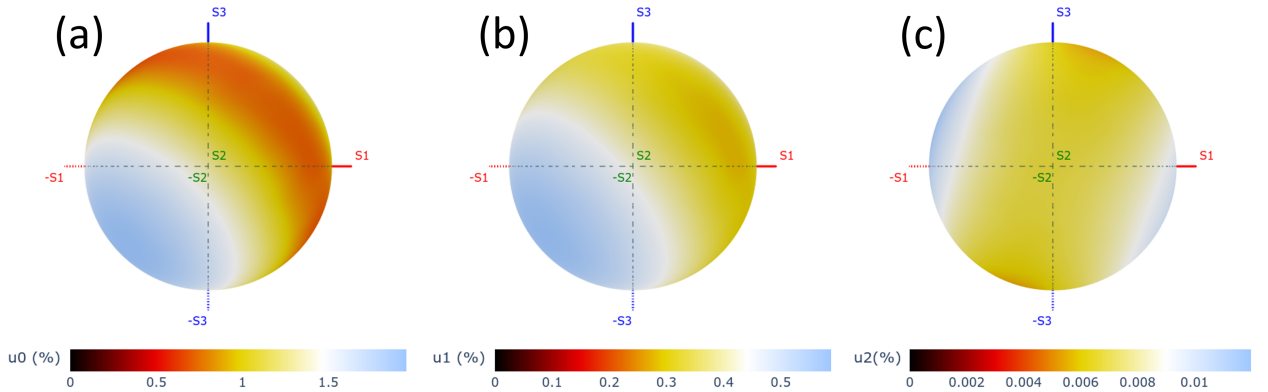 (a)
S3
S2
S1
-S1
-S2
-S3
u0 (%)
0
0.5
1
1.5
(b)
S3
S2
S1
-S1
-S2
-S3
u1 (%)
0
0.1
0.2
0.3
0.4
0.5
(c)
S3
S2
S1
-S1
-S2
-S3
u2(%)
0
0.002
0.004
0.006
0.008
0.01